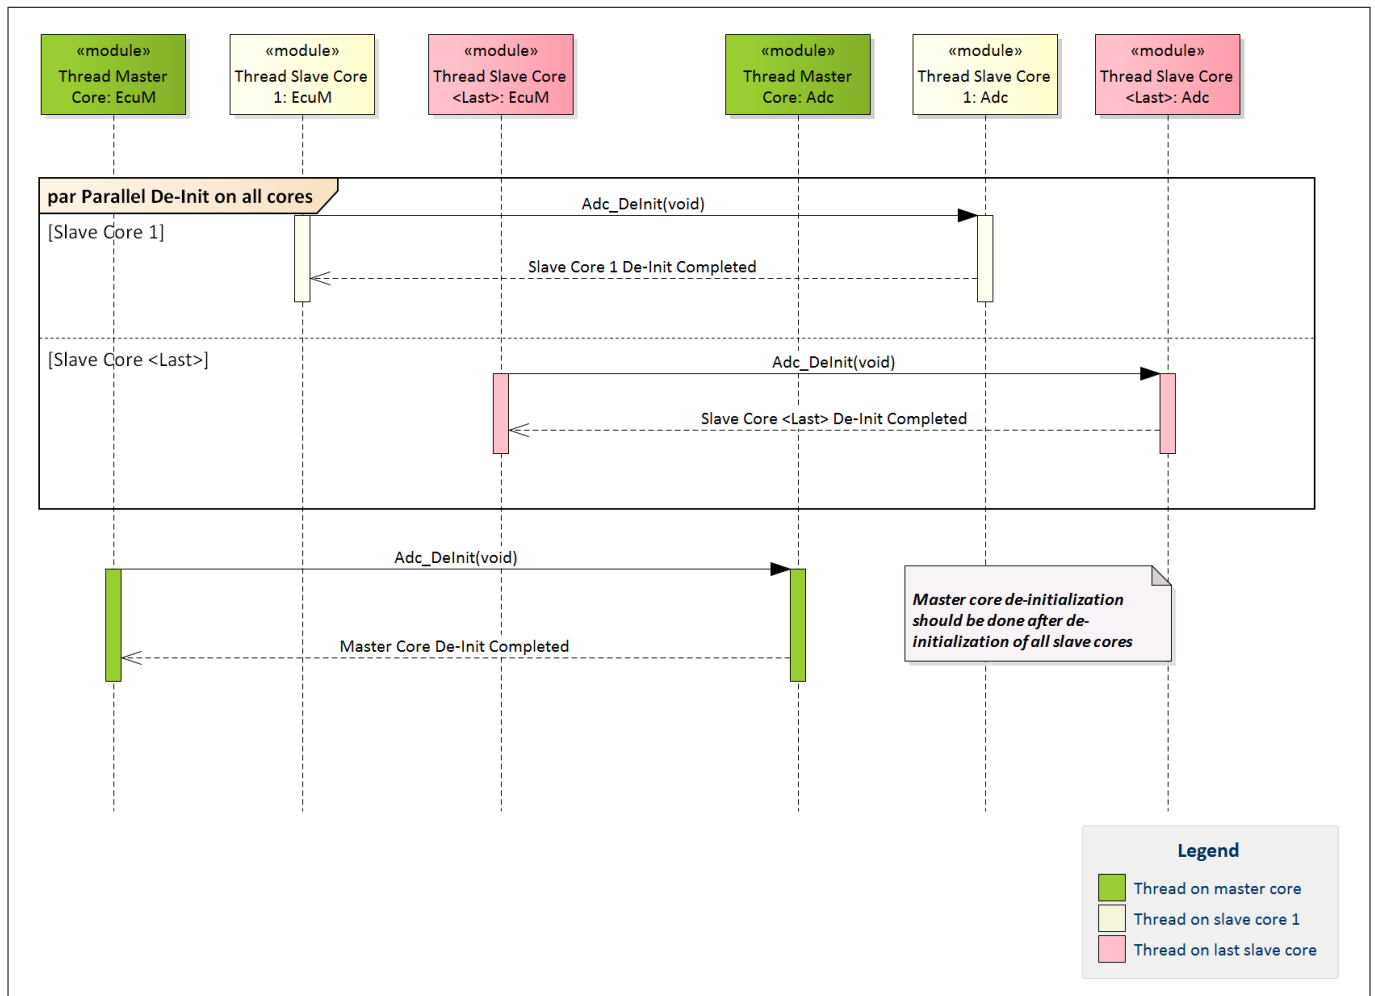 «module»
Thread Master
Core: EcuM
«module»
Thread Slave Core
1: EcuM
«module»
Thread Slave Core
<Last>: EcuM
«module»
Thread Master
Core: Adc
«module»
Thread Slave Core
1: Adc
«module»
Thread Slave Core
<Last>: Adc
par Parallel De-Init on all cores
Adc_DeInit(void)
[Slave Core 1]
Slave Core 1 De-Init Completed
[Slave Core <Last>]
Adc_DeInit(void)
Slave Core <Last> De-Init Completed
Adc_DeInit(void)
Master Core De-Init Completed
Master core de-initialization
should be done after de-
initialization of all slave cores
Legend
Thread on master core
Thread on slave core 1
Thread on last slave core